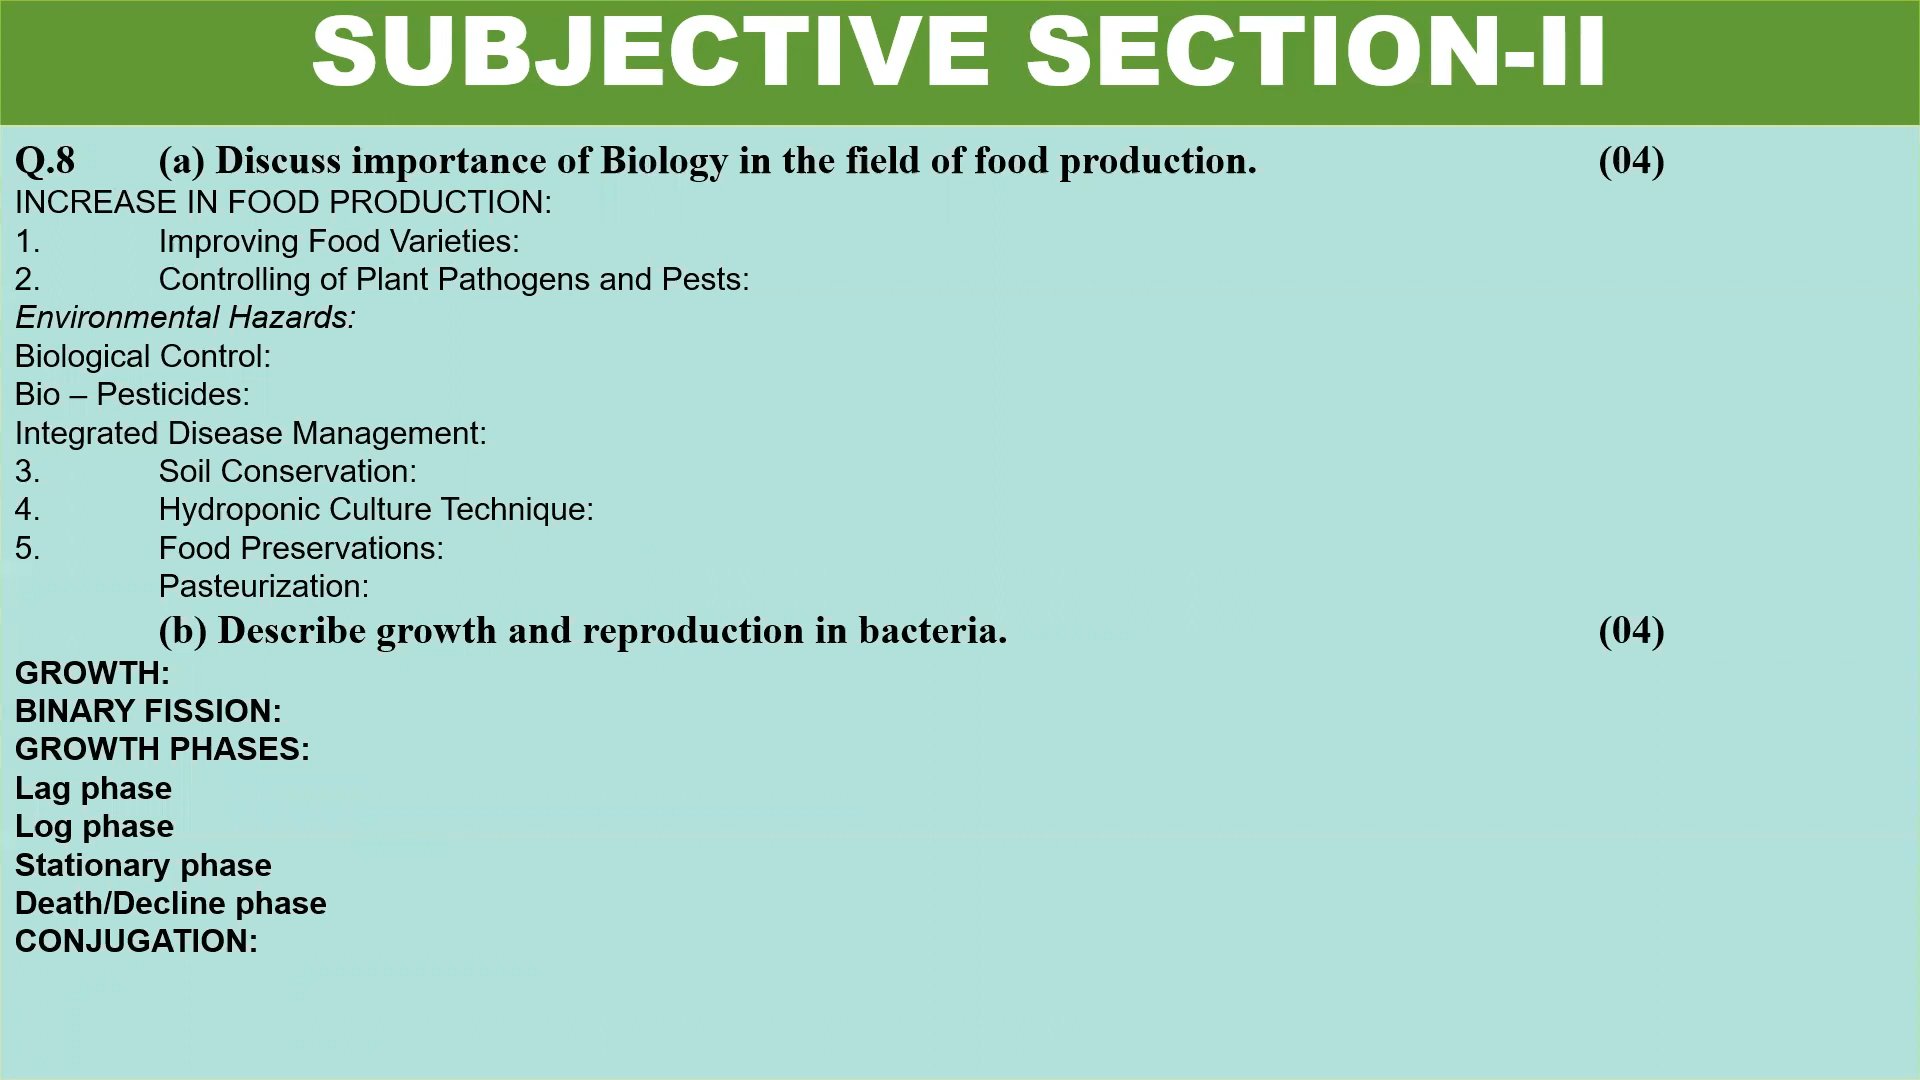 SUBJECTIVE SECTION-II
Q.8 (a) Discuss importance of Biology in the field of food production. (04)
INCREASE IN FOOD PRODUCTION:
1. Improving Food Varieties:
2. Controlling of Plant Pathogens and Pests:
Environmental Hazards:
Biological Control:
Bio – Pesticides:
Integrated Disease Management:
3. Soil Conservation:
4. Hydroponic Culture Technique:
5. Food Preservations:
Pasteurization:
(b) Describe growth and reproduction in bacteria. (04)
GROWTH:
BINARY FISSION:
GROWTH PHASES:
Lag phase
Log phase
Stationary phase
Death/Decline phase
CONJUGATION: